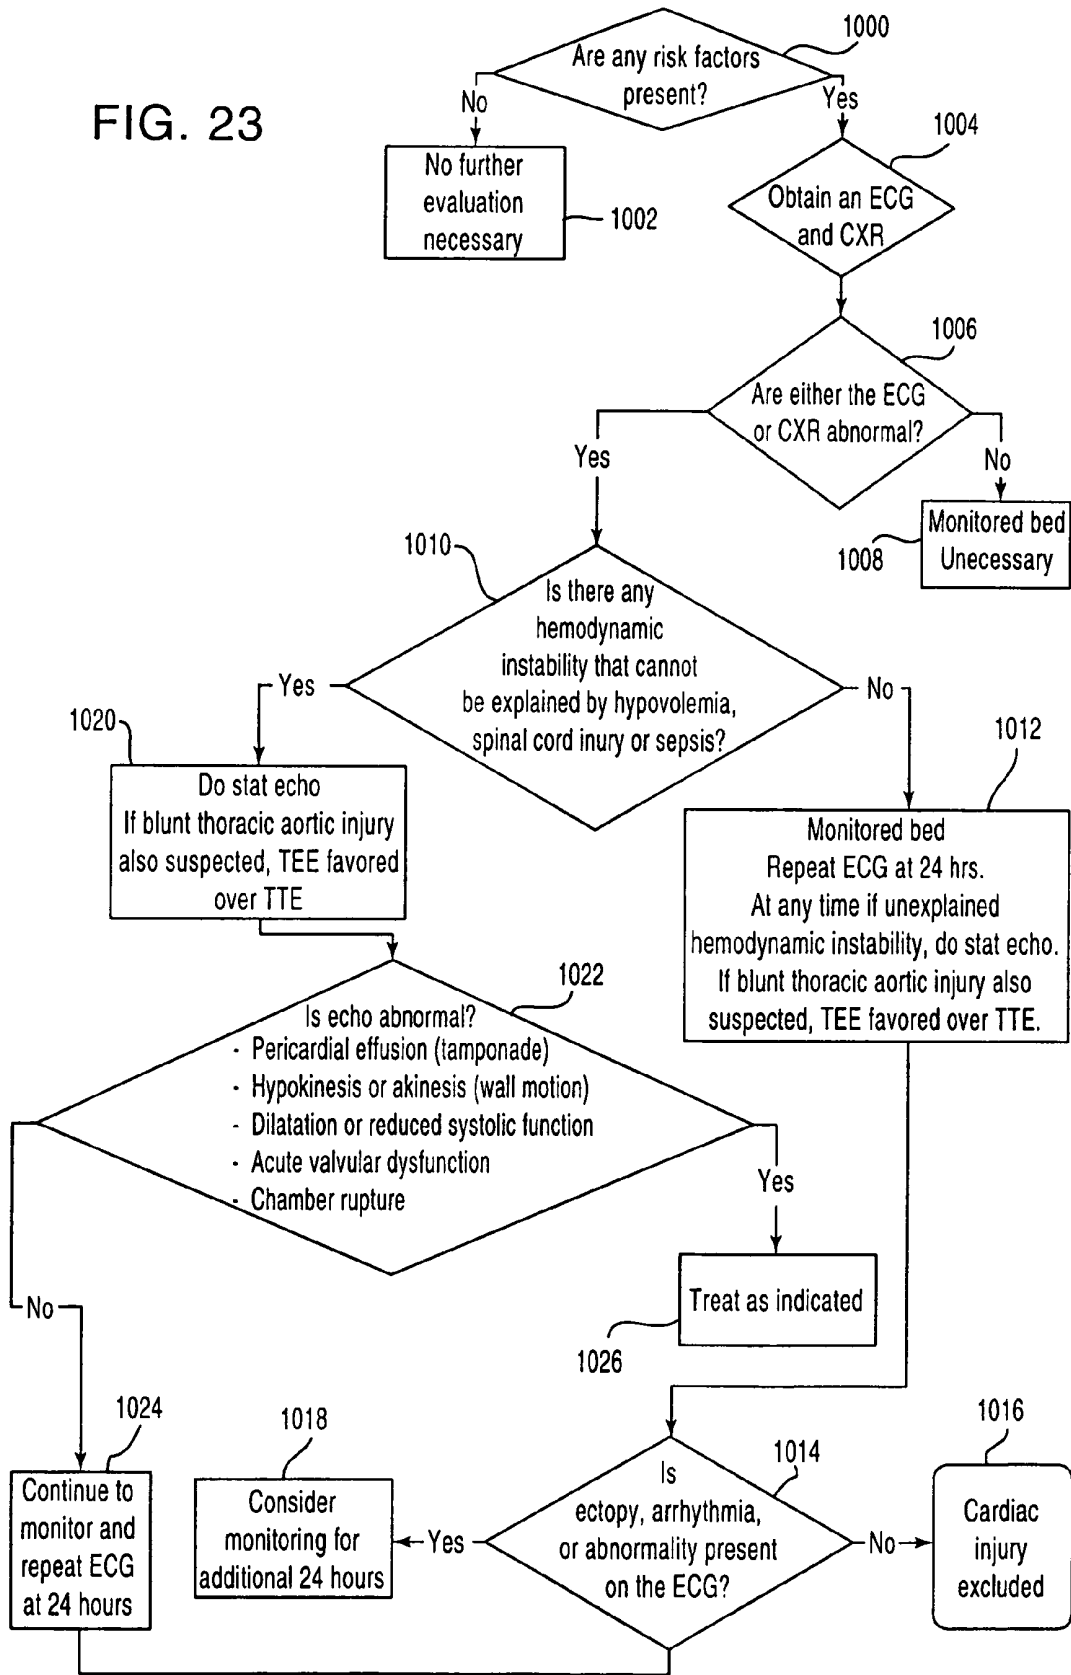 FIG. 23
1000
Are any risk factors
present?
No
Yes
No further
evaluation
necessary
1002
1004
Obtain an ECG
and CXR
1006
Are either the ECG
or CXR abnormal?
Yes
No
Monitored bed
Unecessary
1008
1010
Is there any
hemodynamic
instability that cannot
be explained by hypovolemia,
spinal cord inury or sepsis?
Yes
No
1020
Do stat echo
If blunt thoracic aortic injury
also suspected, TEE favored
over TTE
1012
Monitored bed
Repeat ECG at 24 hrs.
At any time if unexplained
hemodynamic instability, do stat echo.
If blunt thoracic aortic injury also
suspected, TEE favored over TTE.
1022
Is echo abnormal?
- Pericardial effusion (tamponade)
- Hypokinesis or akinesis (wall motion)
- Dilatation or reduced systolic function
- Acute valvular dysfunction
- Chamber rupture
Yes
No
Treat as indicated
1026
1024
Continue to
monitor and
repeat ECG
at 24 hours
1018
Consider
monitoring for
additional 24 hours
Yes
1014
Is
ectopy, arrhythmia,
or abnormality present
on the ECG?
No
1016
Cardiac
injury
excluded